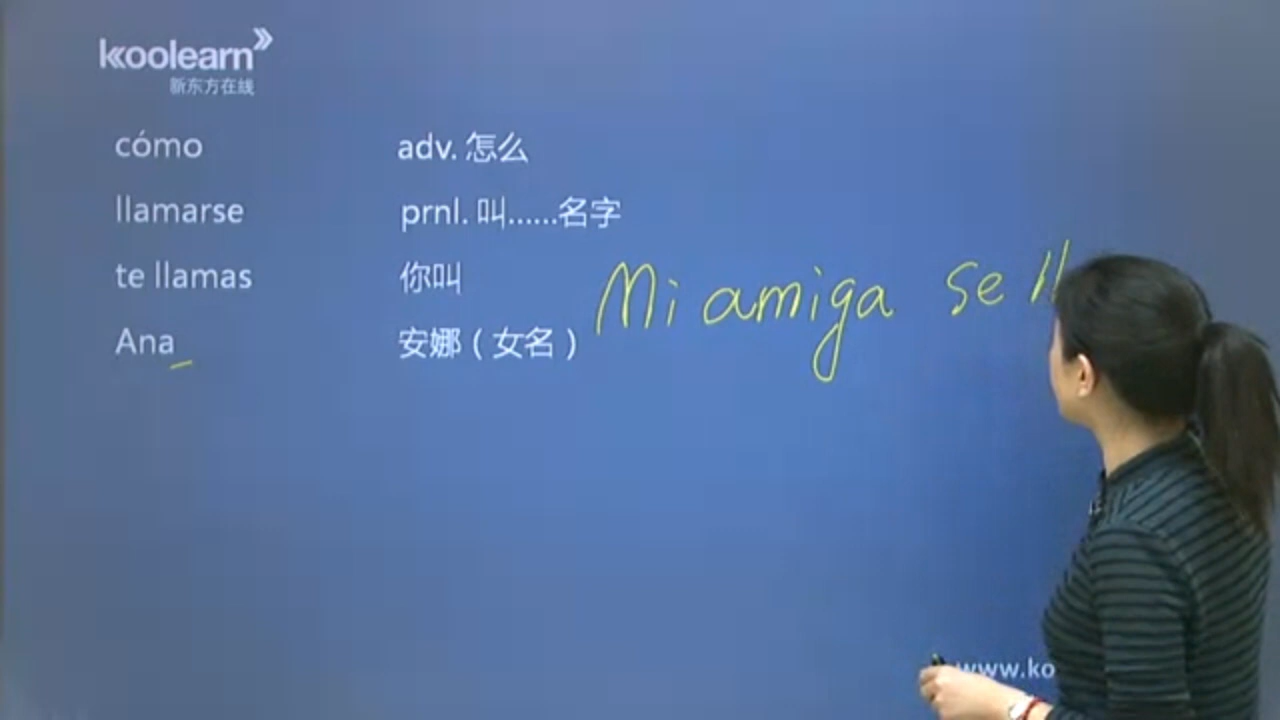 koolearn
新东方在线
cómo adv. 怎么
llamarse prnl. 叫……名字
te llamas 你叫
Ana 安娜（女名）
Mi amiga se ll
www.ko